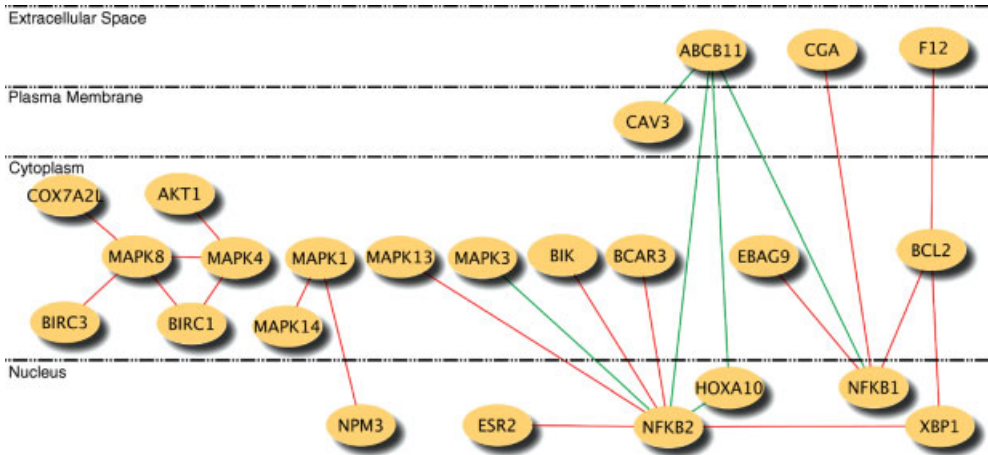 Extracellular Space
ABCB11 CGA F12
Plasma Membrane
CAV3
Cytoplasm
COX7A2L AKT1
MAPK8 MAPK4 MAPK1 MAPK13 MAPK3 BIK BCAR3 EBAG9 BCL2
BIRC3 BIRC1 MAPK14
Nucleus
HOXA10 NFKB1
NPM3 ESR2 NFKB2 XBP1